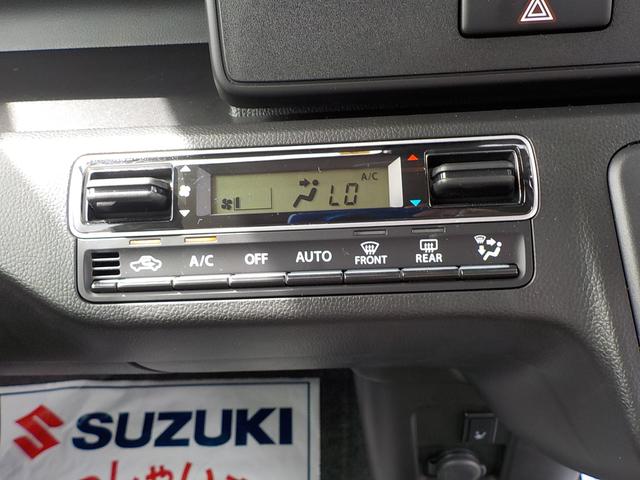 A/C
LO
A/C OFF AUTO FRONT REAR
SUZUKI